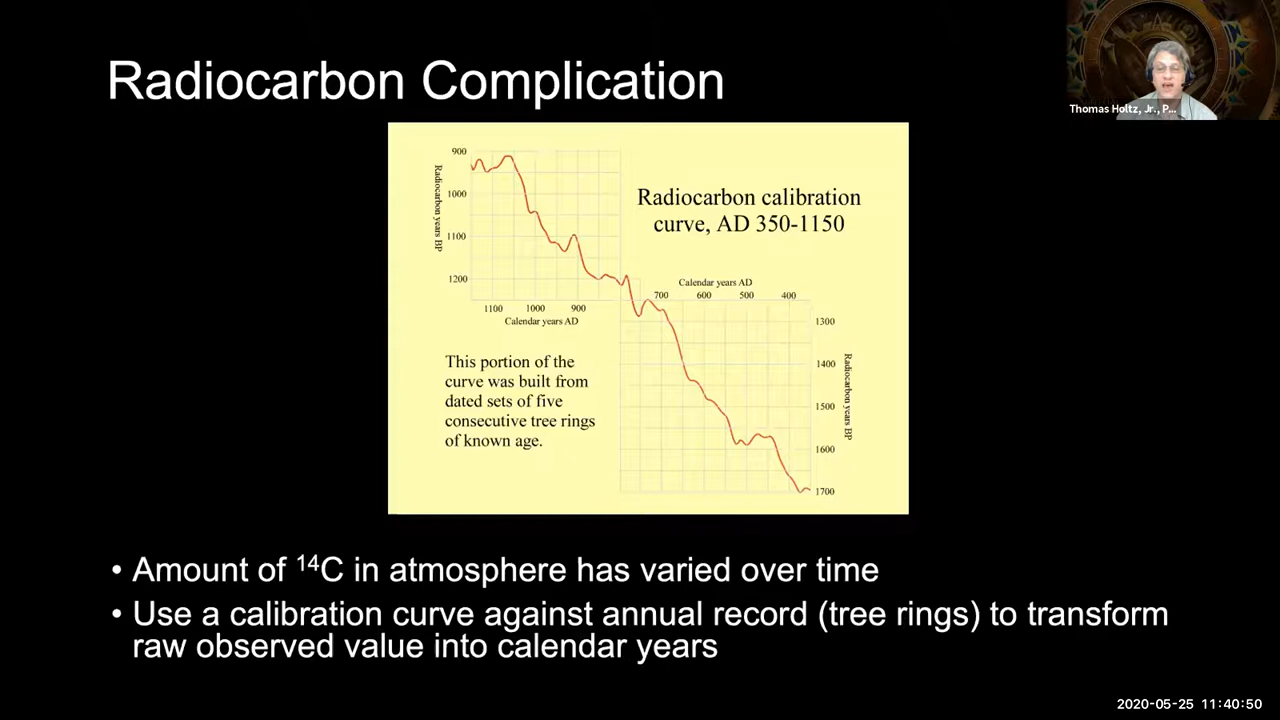 Radiocarbon Complication
Thomas Holtz, Jr., P...
900
1000
1100
1200
Radiocarbon years BP
1100 1000 900
Calendar years AD
Radiocarbon calibration
curve, AD 350-1150
Calendar years AD
700 600 500 400
1300
1400
1500
1600
1700
Radiocarbon years BP
This portion of the
curve was built from
dated sets of five
consecutive tree rings
of known age.
• Amount of ¹⁴C in atmosphere has varied over time
• Use a calibration curve against annual record (tree rings) to transform
raw observed value into calendar years
2020-05-25 11:40:50